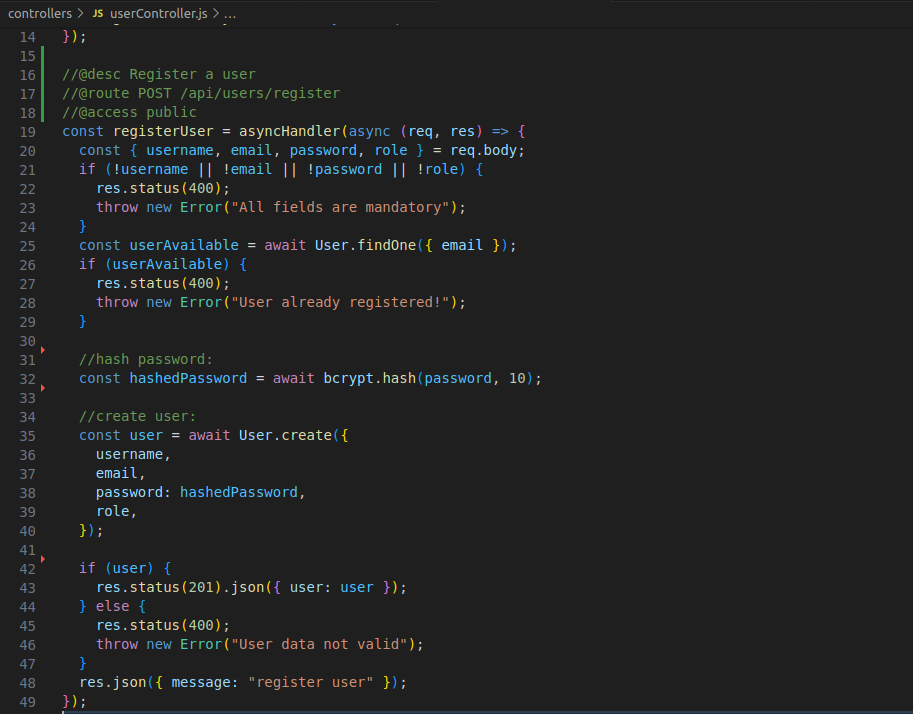 controllers > JS userController.js > ...
14 });
15
16 //@desc Register a user
17 //@route POST /api/users/register
18 //@access public
19 const registerUser = asyncHandler(async (req, res) => {
20   const { username, email, password, role } = req.body;
21   if (!username || !email || !password || !role) {
22     res.status(400);
23     throw new Error("All fields are mandatory");
24   }
25   const userAvailable = await User.findOne({ email });
26   if (userAvailable) {
27     res.status(400);
28     throw new Error("User already registered!");
29   }
30
31   //hash password:
32   const hashedPassword = await bcrypt.hash(password, 10);
33
34   //create user:
35   const user = await User.create({
36     username,
37     email,
38     password: hashedPassword,
39     role,
40   });
41
42   if (user) {
43     res.status(201).json({ user: user });
44   } else {
45     res.status(400);
46     throw new Error("User data not valid");
47   }
48   res.json({ message: "register user" });
49 });